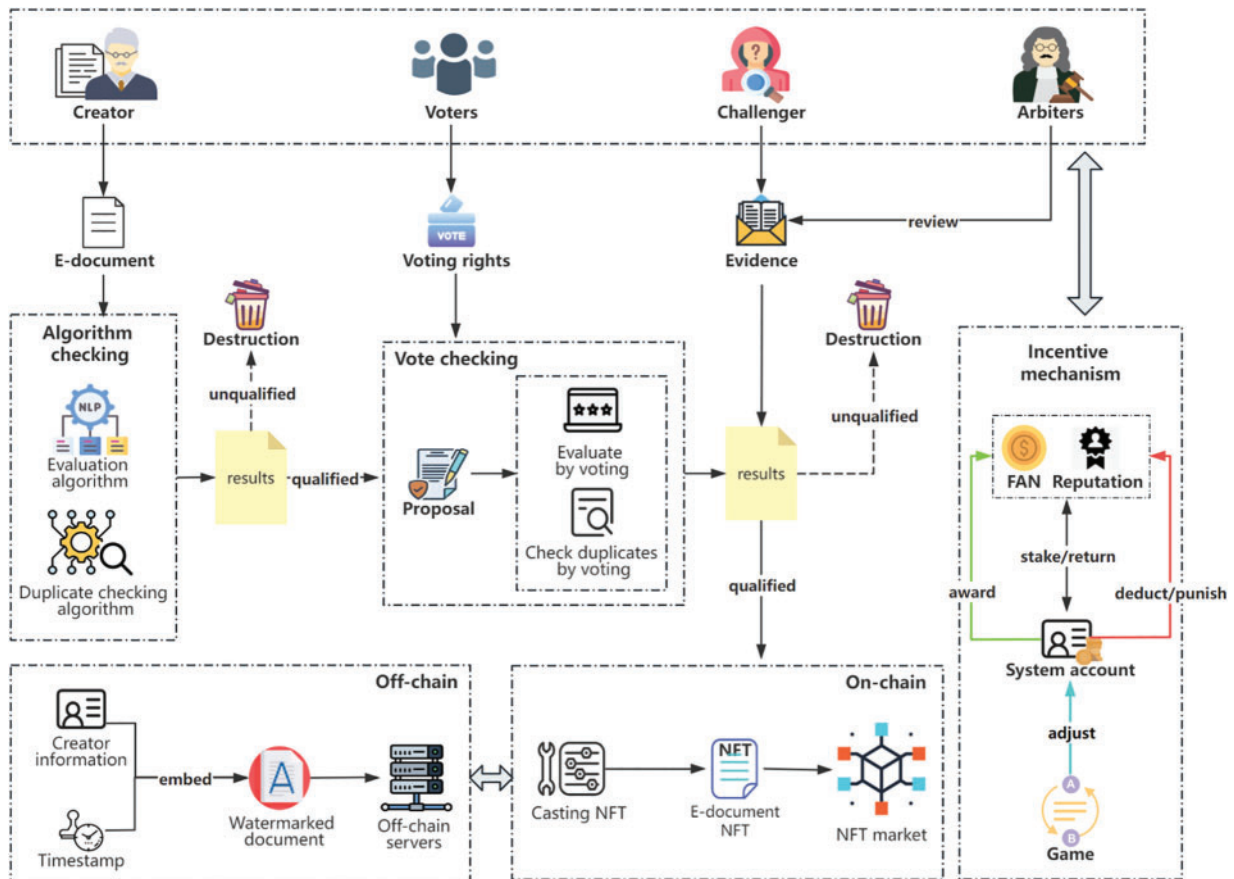 Creator
Voters
Challenger
Arbiters
E-document
VOTE
Voting rights
Evidence
review
Algorithm
checking
NLP
Evaluation
algorithm
Duplicate checking
algorithm
Destruction
unqualified
results
qualified
Vote checking
Proposal
Evaluate
by voting
Check duplicates
by voting
results
Destruction
unqualified
qualified
Incentive
mechanism
FAN
Reputation
stake/return
award
deduct/punish
System account
adjust
A
B
Game
Off-chain
Creator
information
embed
Timestamp
A
Watermarked
document
Off-chain
servers
On-chain
Casting NFT
NFT
E-document
NFT
NFT market